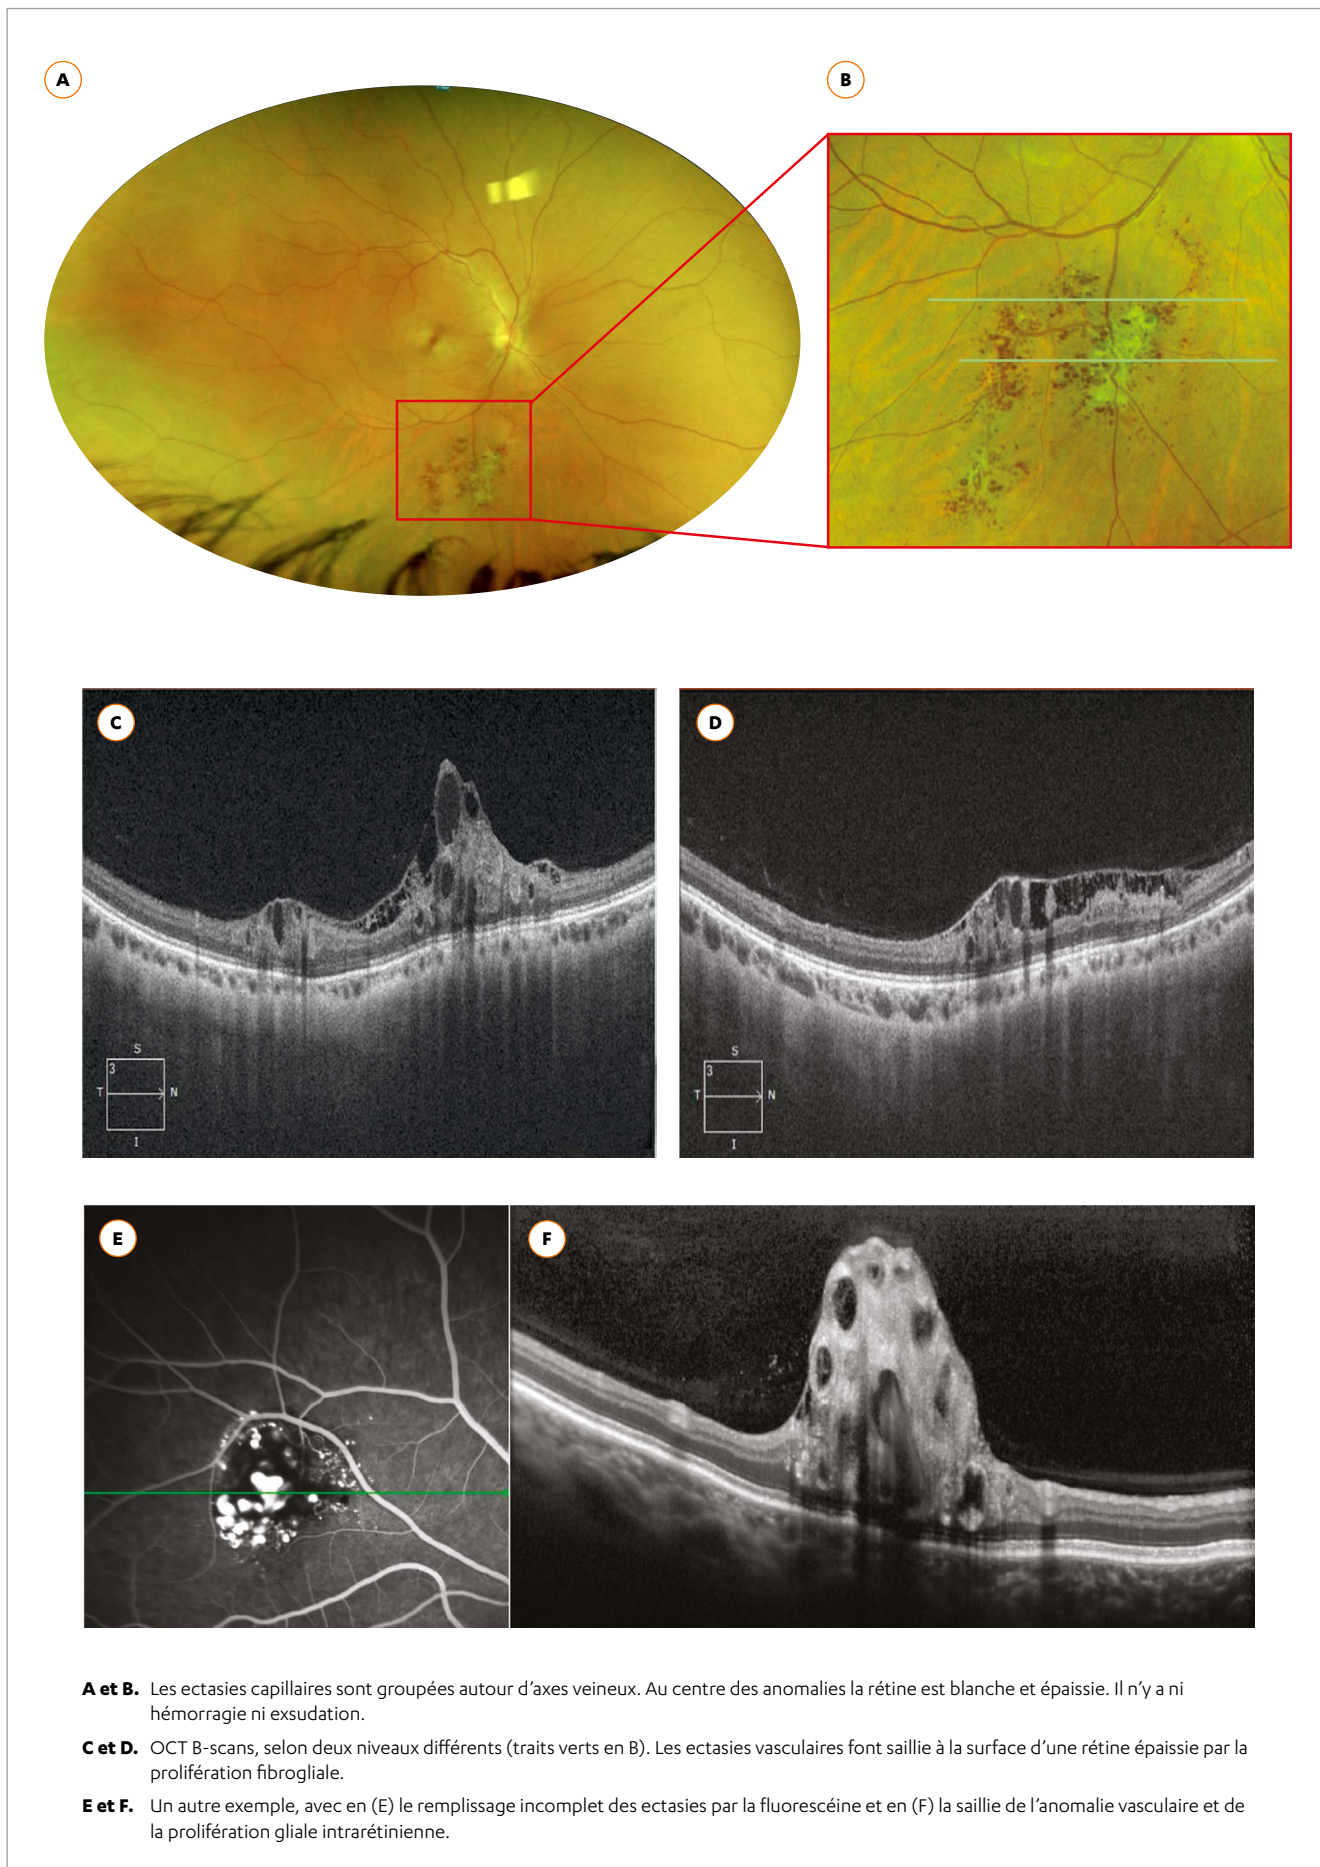 A
B
C
D
S
3
T N
I
S
3
T N
I
E
F
A et B. Les ectasies capillaires sont groupées autour d'axes veineux. Au centre des anomalies la rétine est blanche et épaissie. Il n'y a ni
hémorragie ni exsudation.
C et D. OCT B-scans, selon deux niveaux différents (traits verts en B). Les ectasies vasculaires font saillie à la surface d'une rétine épaissie par la
prolifération fibrogliale.
E et F. Un autre exemple, avec en (E) le remplissage incomplet des ectasies par la fluorescéine et en (F) la saillie de l'anomalie vasculaire et de
la prolifération gliale intrarétinienne.